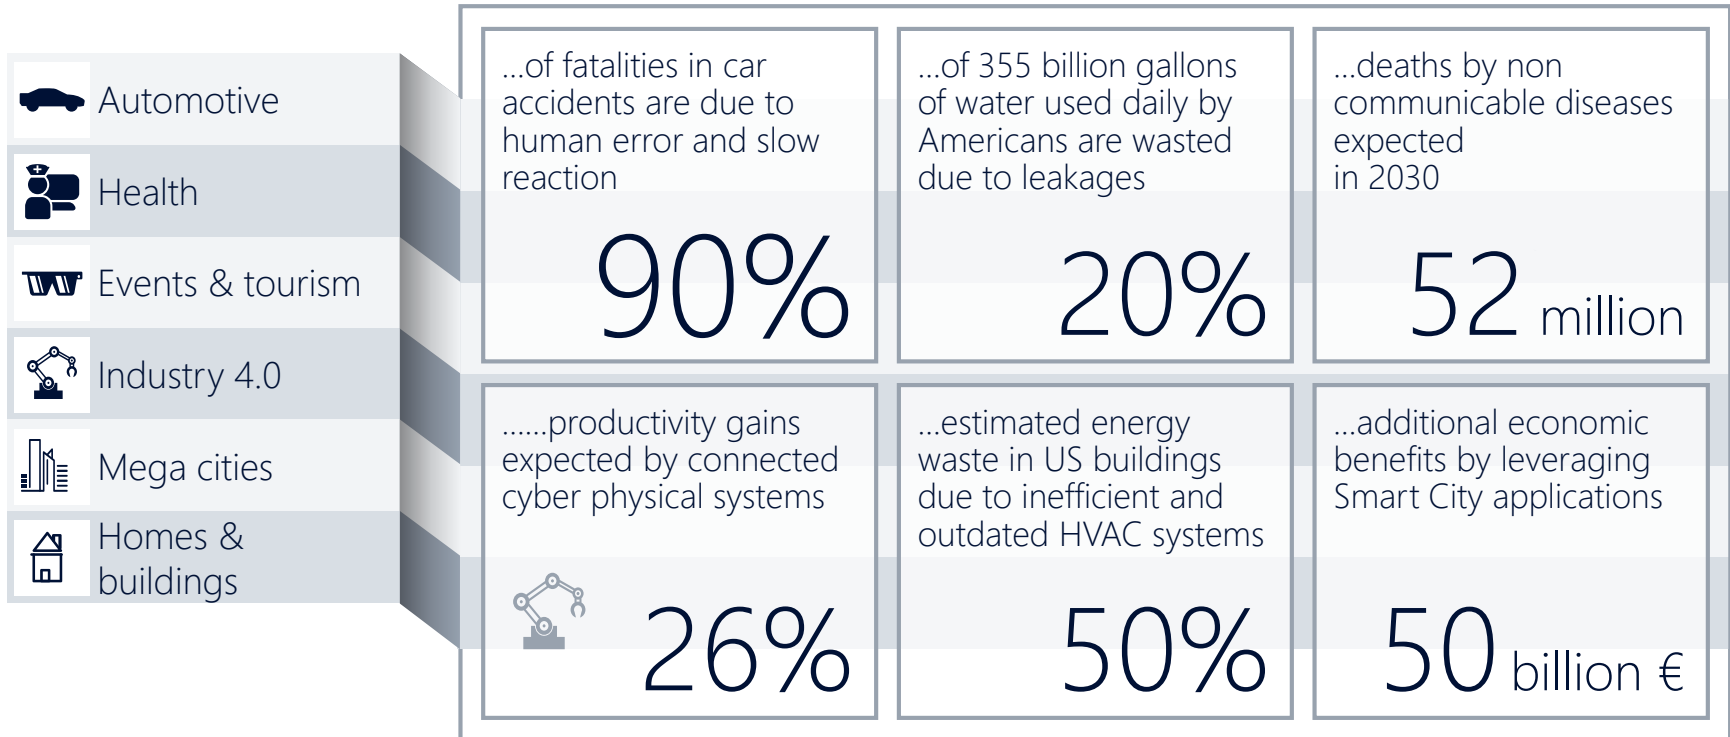 Automotive
Health
Events & tourism
Industry 4.0
Mega cities
Homes &
buildings
...of fatalities in car
accidents are due to
human error and slow
reaction
90%
...of 355 billion gallons
of water used daily by
Americans are wasted
due to leakages
20%
...deaths by non
communicable diseases
expected
in 2030
52 million
......productivity gains
expected by connected
cyber physical systems
26%
...estimated energy
waste in US buildings
due to inefficient and
outdated HVAC systems
50%
...additional economic
benefits by leveraging
Smart City applications
50 billion €